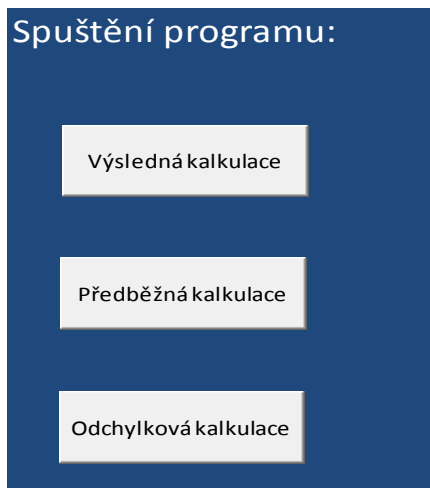 Spuštění programu:
Výsledná kalkulace
Předběžná kalkulace
Odchylková kalkulace